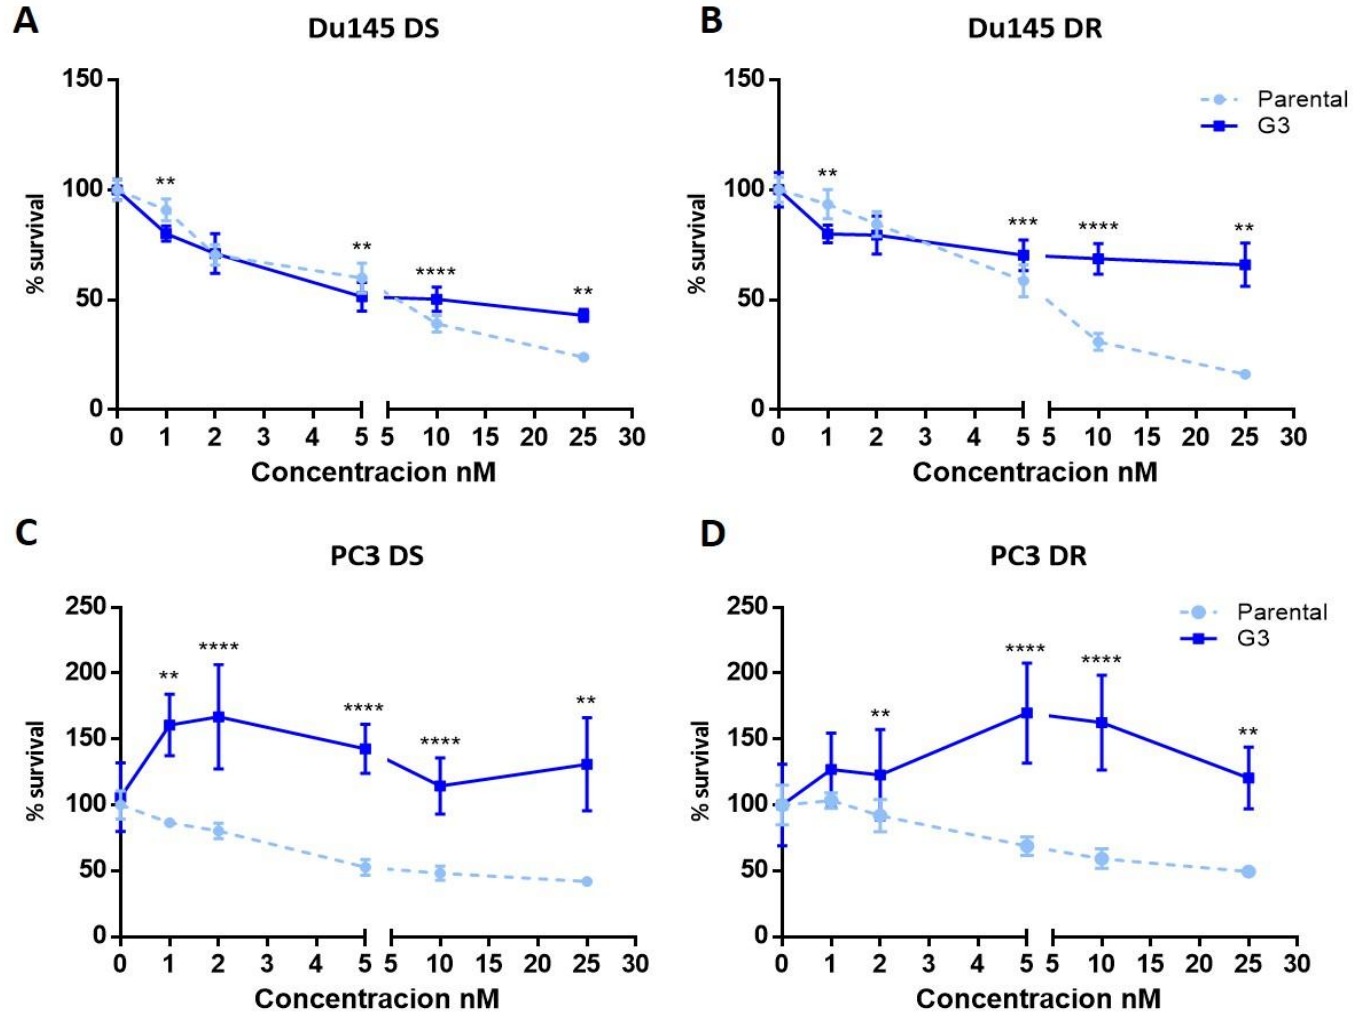 A
Du145 DS
150
100
50
0
% survival
**
**
****
**
0 1 2 3 4 5 5 10 15 20 25 30
Concentracion nM
B
Du145 DR
Parental
G3
150
100
50
0
% survival
**
***
****
**
0 1 2 3 4 5 5 10 15 20 25 30
Concentracion nM
C
PC3 DS
250
200
150
100
50
0
% survival
**
****
****
****
**
0 1 2 3 4 5 5 10 15 20 25 30
Concentracion nM
D
PC3 DR
Parental
G3
250
200
150
100
50
0
% survival
**
****
****
**
0 1 2 3 4 5 5 10 15 20 25 30
Concentracion nM